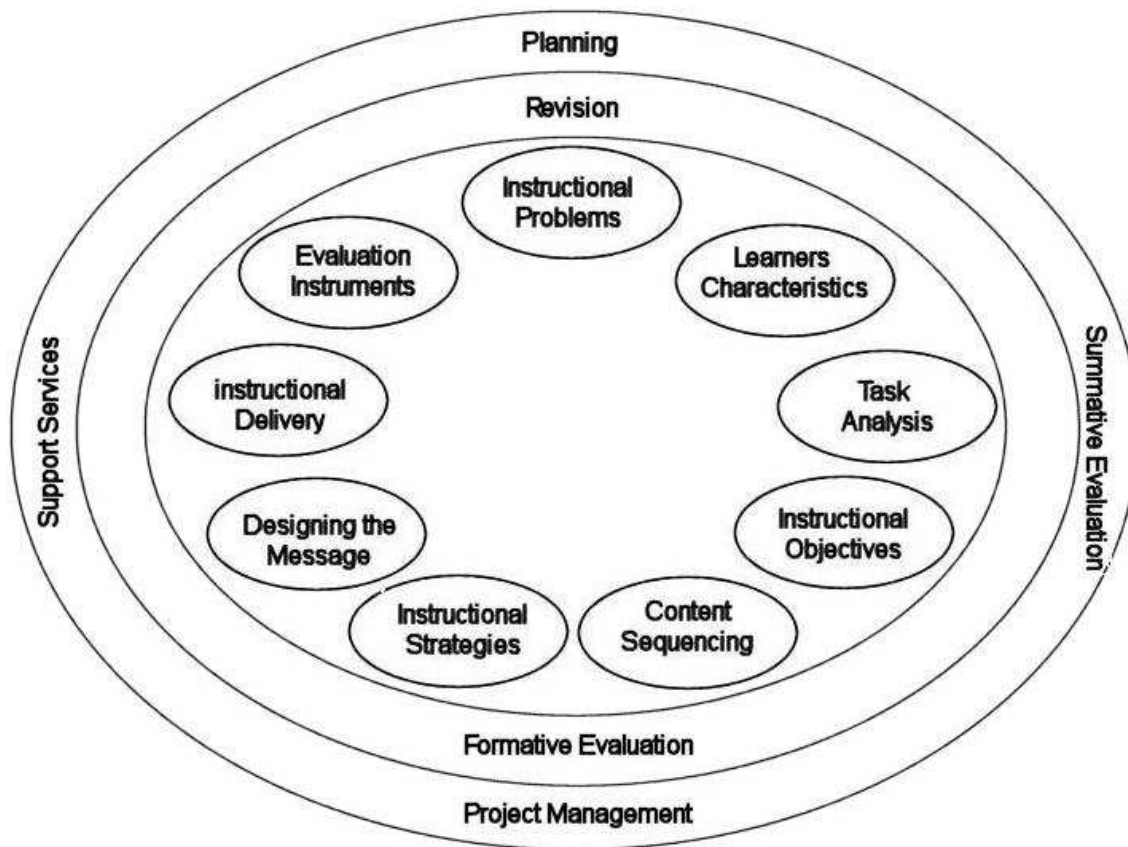 Planning
Revision
Instructional
Problems
Evaluation
Instruments
Learners
Characteristics
instructional
Delivery
Task
Analysis
Support Services
Summative Evaluation
Designing the
Message
Instructional
Objectives
Instructional
Strategies
Content
Sequencing
Formative Evaluation
Project Management